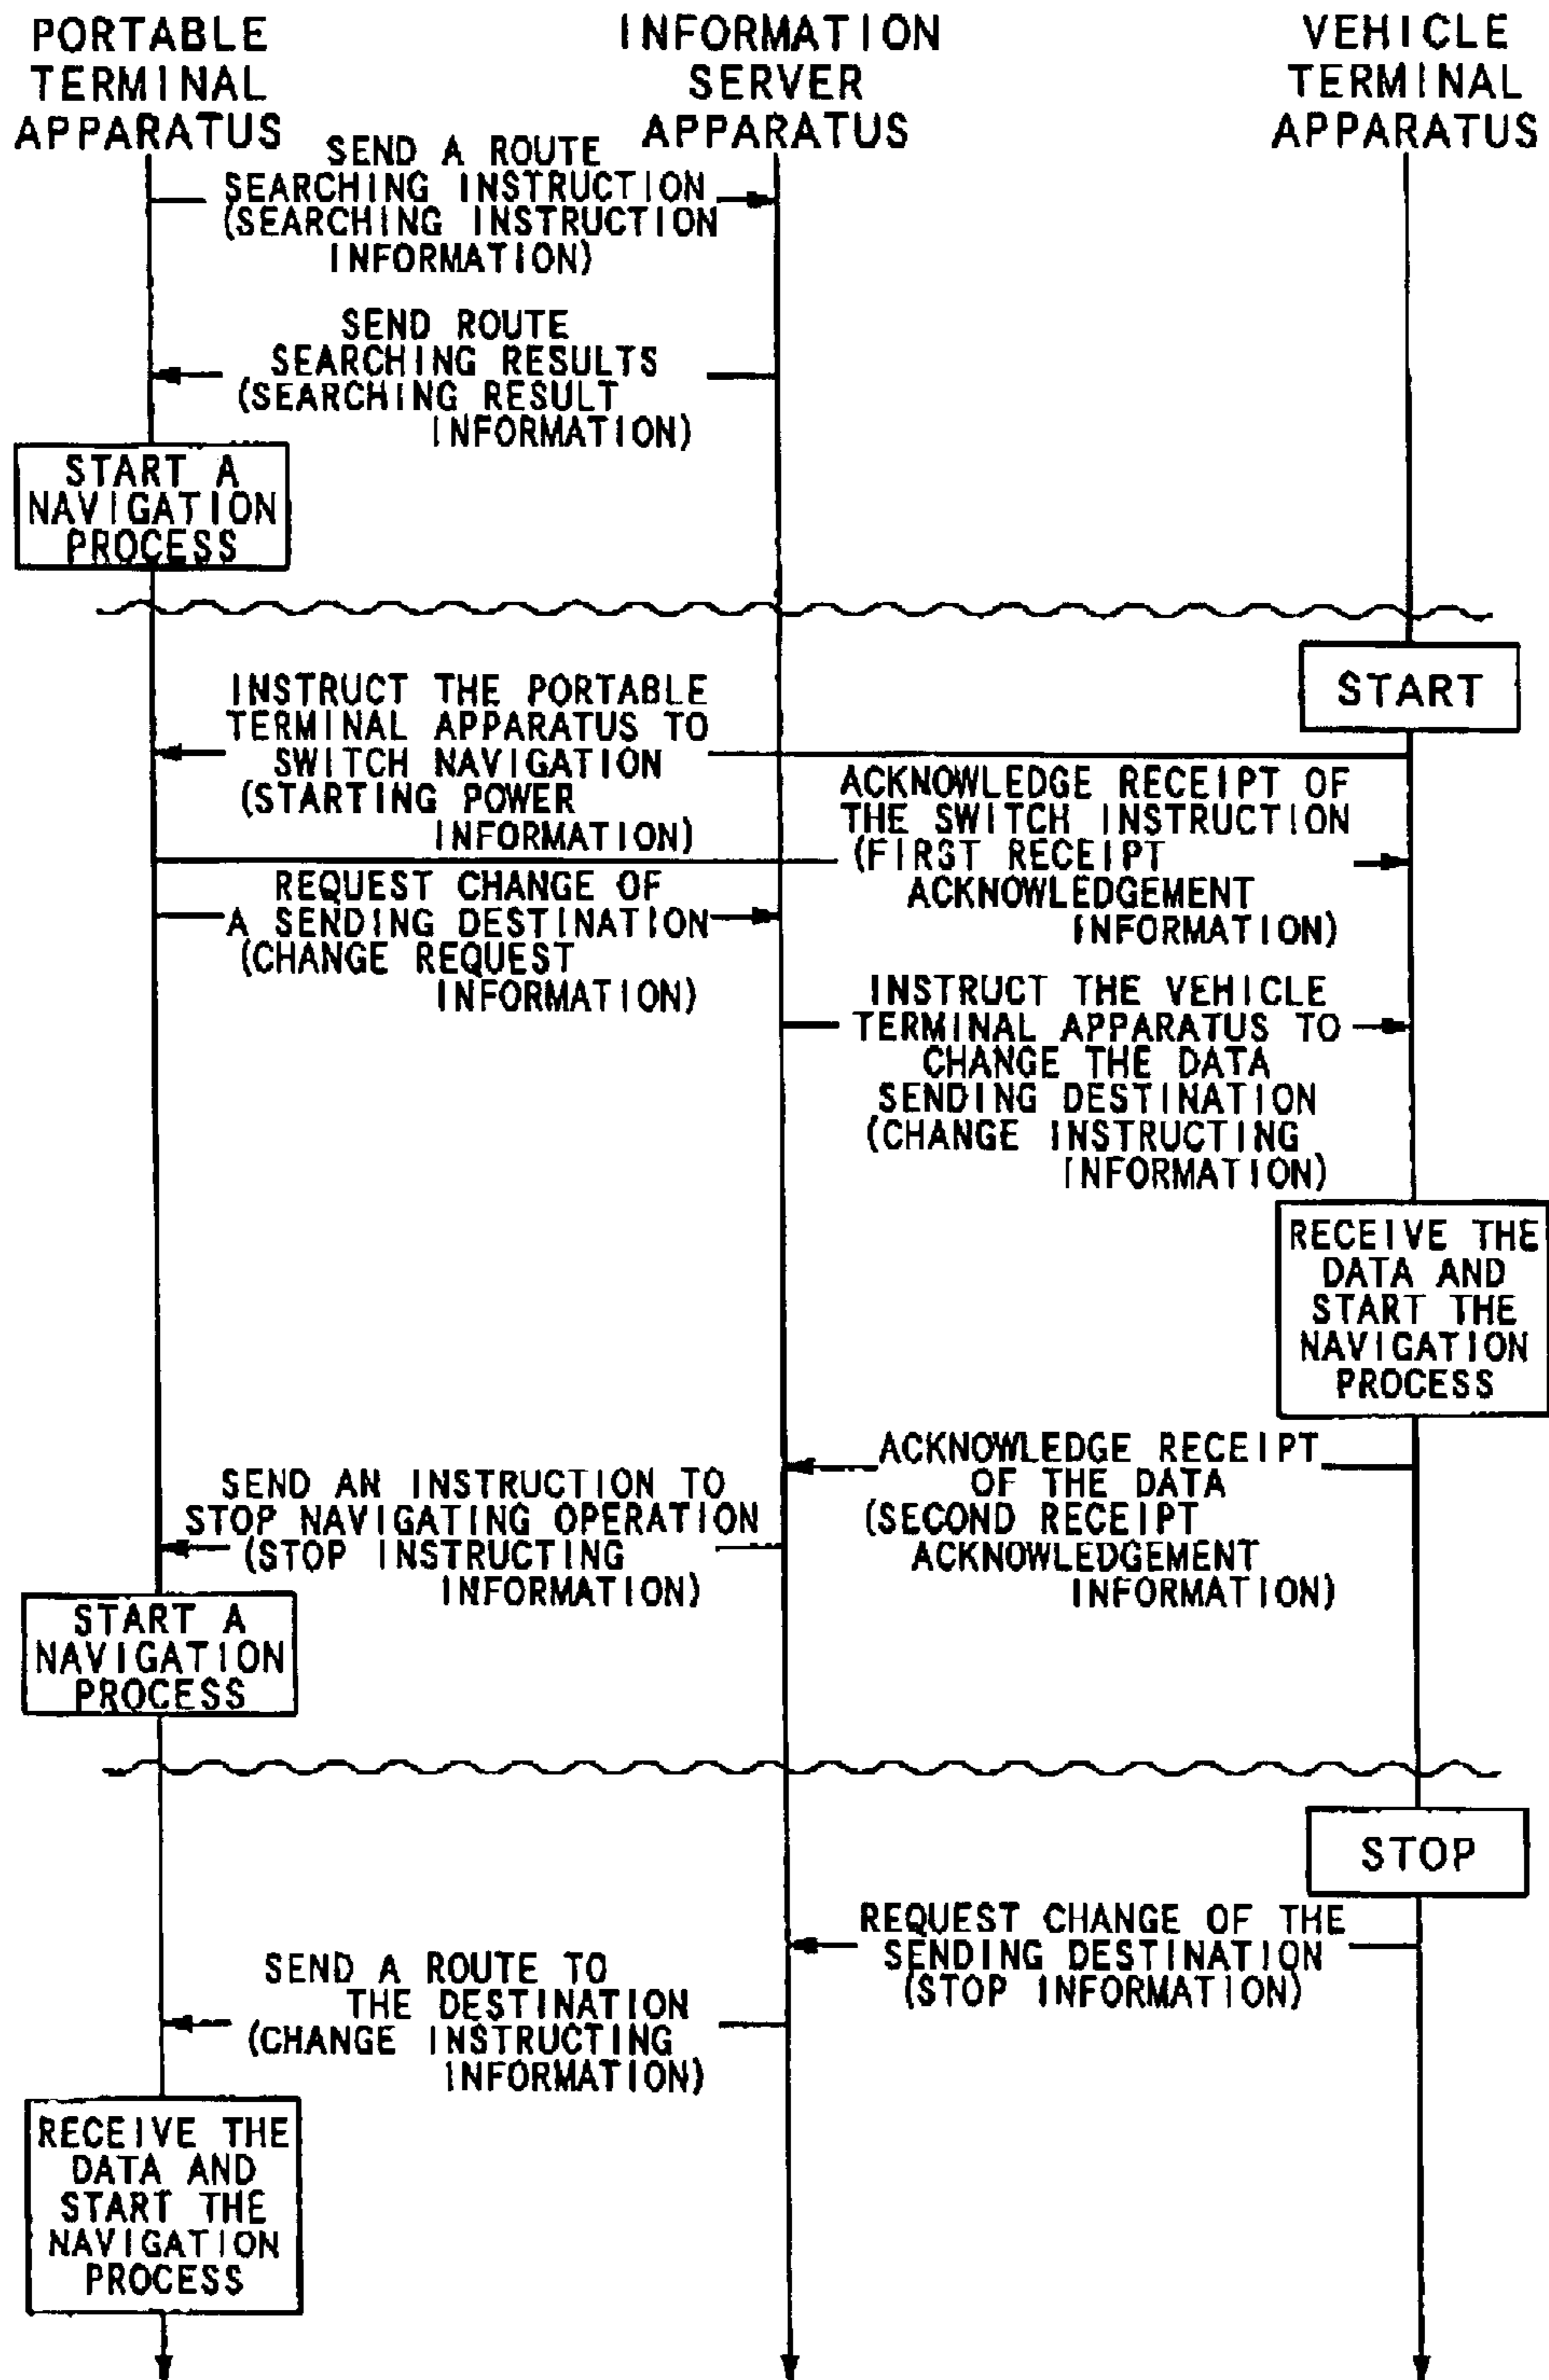 PORTABLE
TERMINAL
APPARATUS
INFORMATION
SERVER
APPARATUS
VEHICLE
TERMINAL
APPARATUS
SEND A ROUTE
SEARCHING INSTRUCTION
(SEARCHING INSTRUCTION
INFORMATION)
SEND ROUTE
SEARCHING RESULTS
(SEARCHING RESULT
INFORMATION)
START A
NAVIGATION
PROCESS
START
INSTRUCT THE PORTABLE
TERMINAL APPARATUS TO
SWITCH NAVIGATION
(STARTING POWER
INFORMATION)
ACKNOWLEDGE RECEIPT OF
THE SWITCH INSTRUCTION
(FIRST RECEIPT
ACKNOWLEDGEMENT
INFORMATION)
REQUEST CHANGE OF
A SENDING DESTINATION
(CHANGE REQUEST
INFORMATION)
INSTRUCT THE VEHICLE
TERMINAL APPARATUS TO
CHANGE THE DATA
SENDING DESTINATION
(CHANGE INSTRUCTING
INFORMATION)
RECEIVE THE
DATA AND
START THE
NAVIGATION
PROCESS
ACKNOWLEDGE RECEIPT
OF THE DATA
(SECOND RECEIPT
ACKNOWLEDGEMENT
INFORMATION)
SEND AN INSTRUCTION TO
STOP NAVIGATING OPERATION
(STOP INSTRUCTING
INFORMATION)
START A
NAVIGATION
PROCESS
STOP
REQUEST CHANGE OF THE
SENDING DESTINATION
(STOP INFORMATION)
SEND A ROUTE TO
THE DESTINATION
(CHANGE INSTRUCTING
INFORMATION)
RECEIVE THE
DATA AND
START THE
NAVIGATION
PROCESS